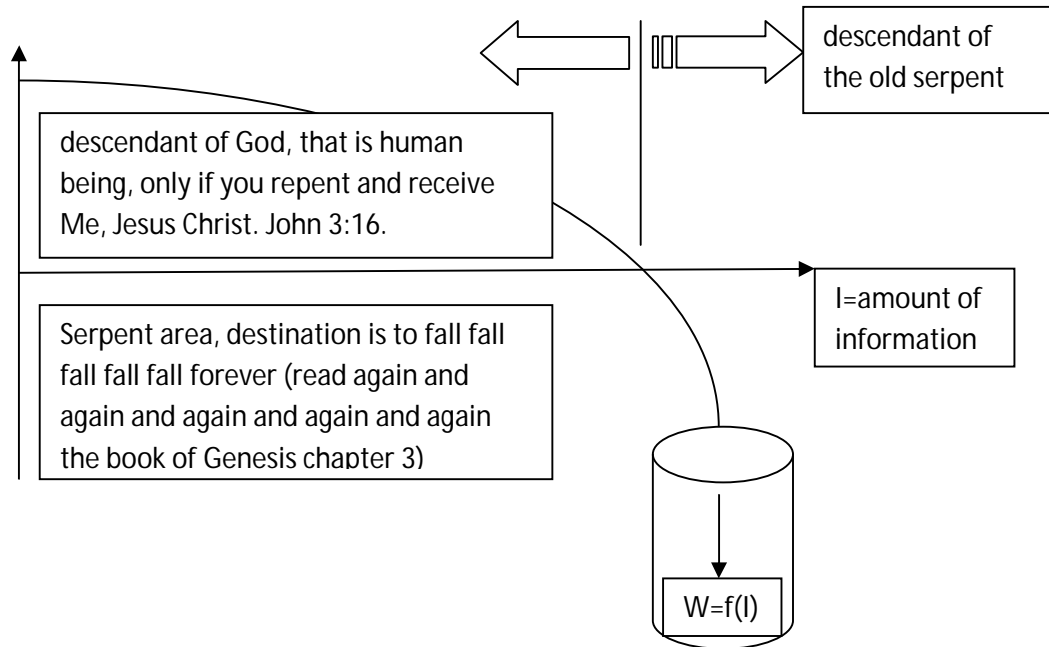 descendant of
the old serpent
descendant of God, that is human
being, only if you repent and receive
Me, Jesus Christ. John 3:16.
I=amount of
information
Serpent area, destination is to fall fall
fall fall fall forever (read again and
again and again and again and again
the book of Genesis chapter 3)
W=f(I)